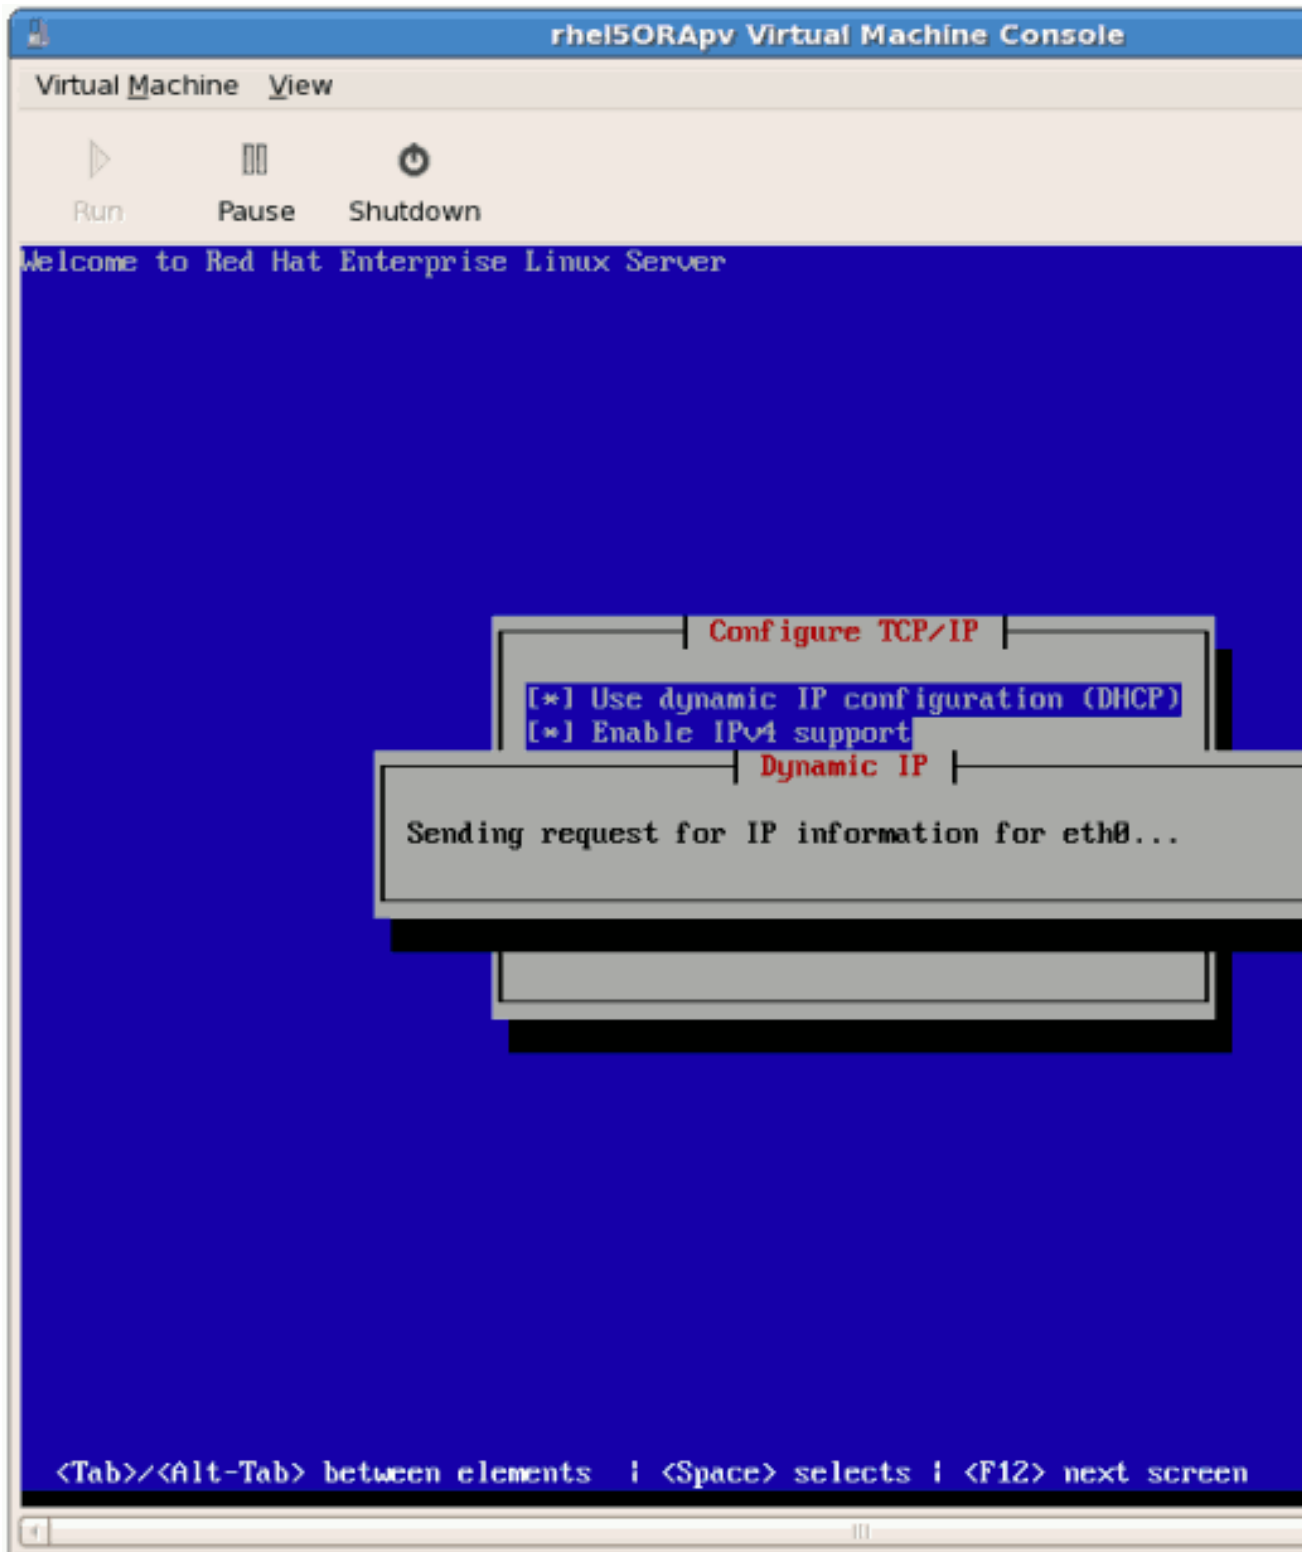 rhel5ORApv Virtual Machine Console
Virtual Machine View
Run Pause Shutdown
Welcome to Red Hat Enterprise Linux Server
Configure TCP/IP
[*] Use dynamic IP configuration (DHCP)
[*] Enable IPv4 support
Dynamic IP
Sending request for IP information for eth0...
<Tab>/<Alt-Tab> between elements | <Space> selects | <F12> next screen